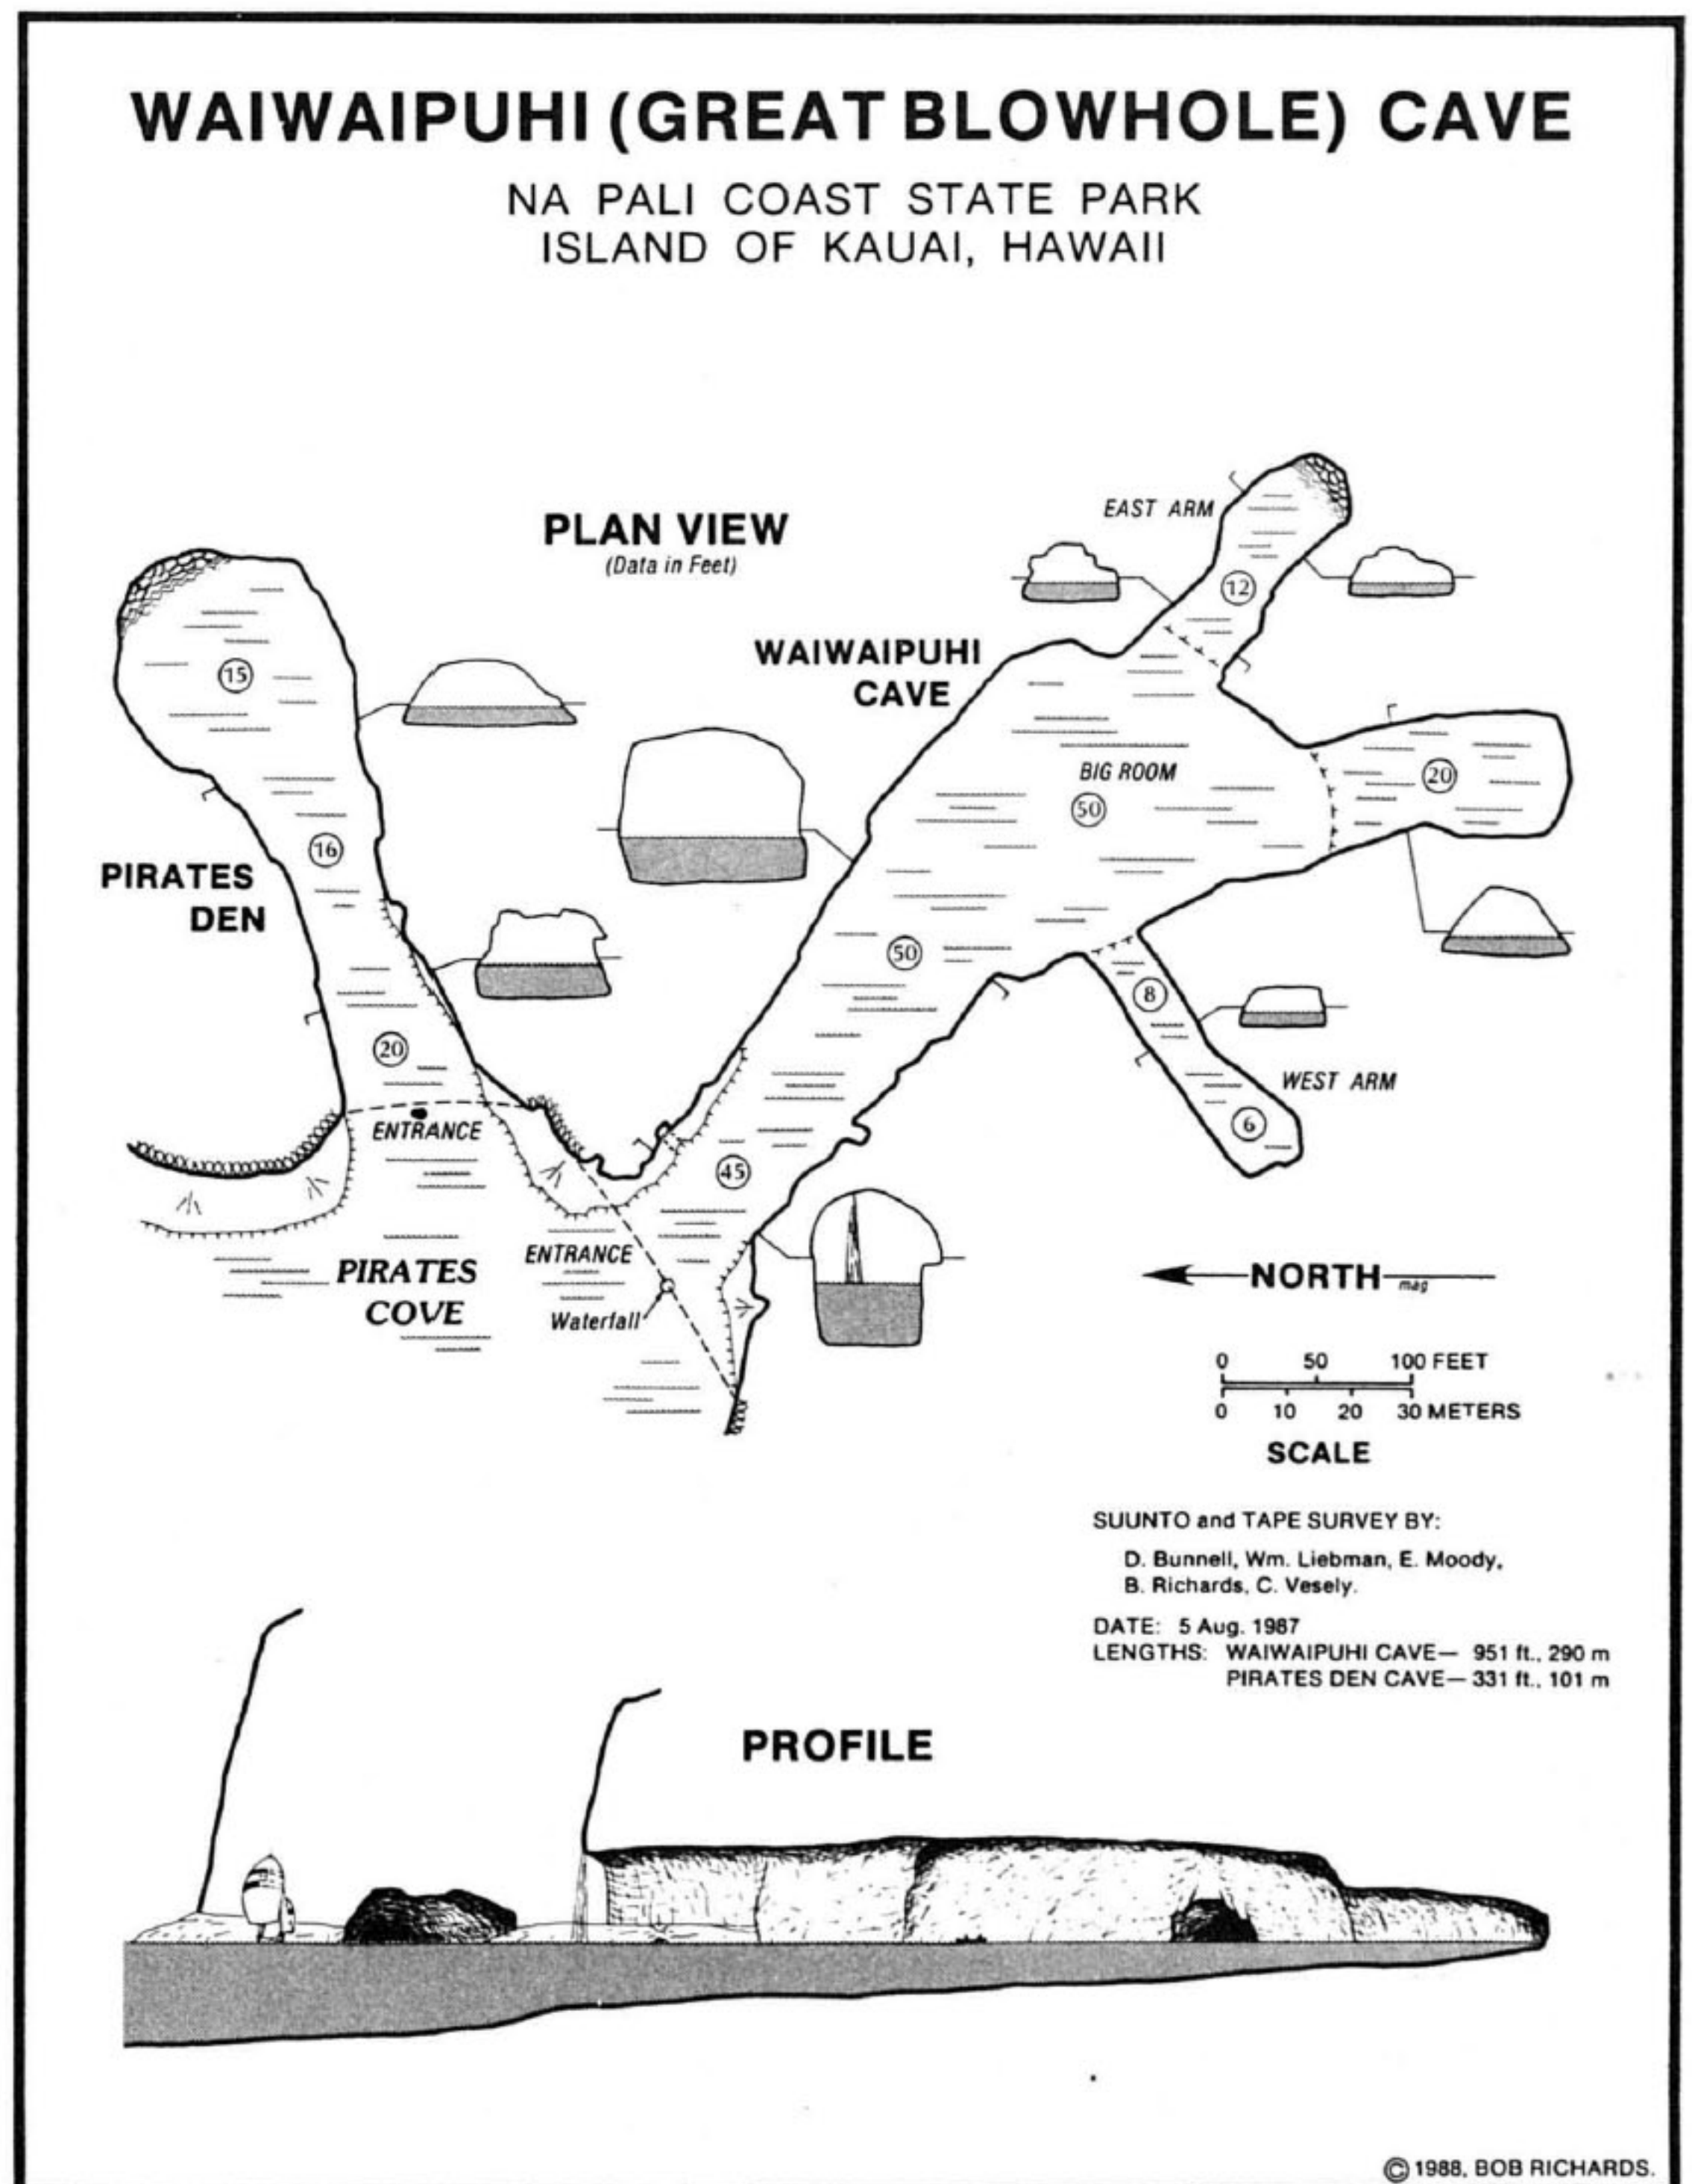 WAIWAIPUHI (GREAT BLOWHOLE) CAVE
NA PALI COAST STATE PARK
ISLAND OF KAUAI, HAWAII
PLAN VIEW
(Data in Feet)
EAST ARM
12
WAIWAIPUHI
CAVE
15
BIG ROOM
50
20
16
PIRATES
DEN
50
8
20
WEST ARM
6
ENTRANCE
45
ENTRANCE
PIRATES
COVE
Waterfall
NORTH mag
0 50 100 FEET
0 10 20 30 METERS
SCALE
SUUNTO and TAPE SURVEY BY:
D. Bunnell, Wm. Liebman, E. Moody,
B. Richards, C. Vesely.
DATE: 5 Aug. 1987
LENGTHS: WAIWAIPUHI CAVE— 951 ft., 290 m
PIRATES DEN CAVE— 331 ft., 101 m
PROFILE
© 1988, BOB RICHARDS.